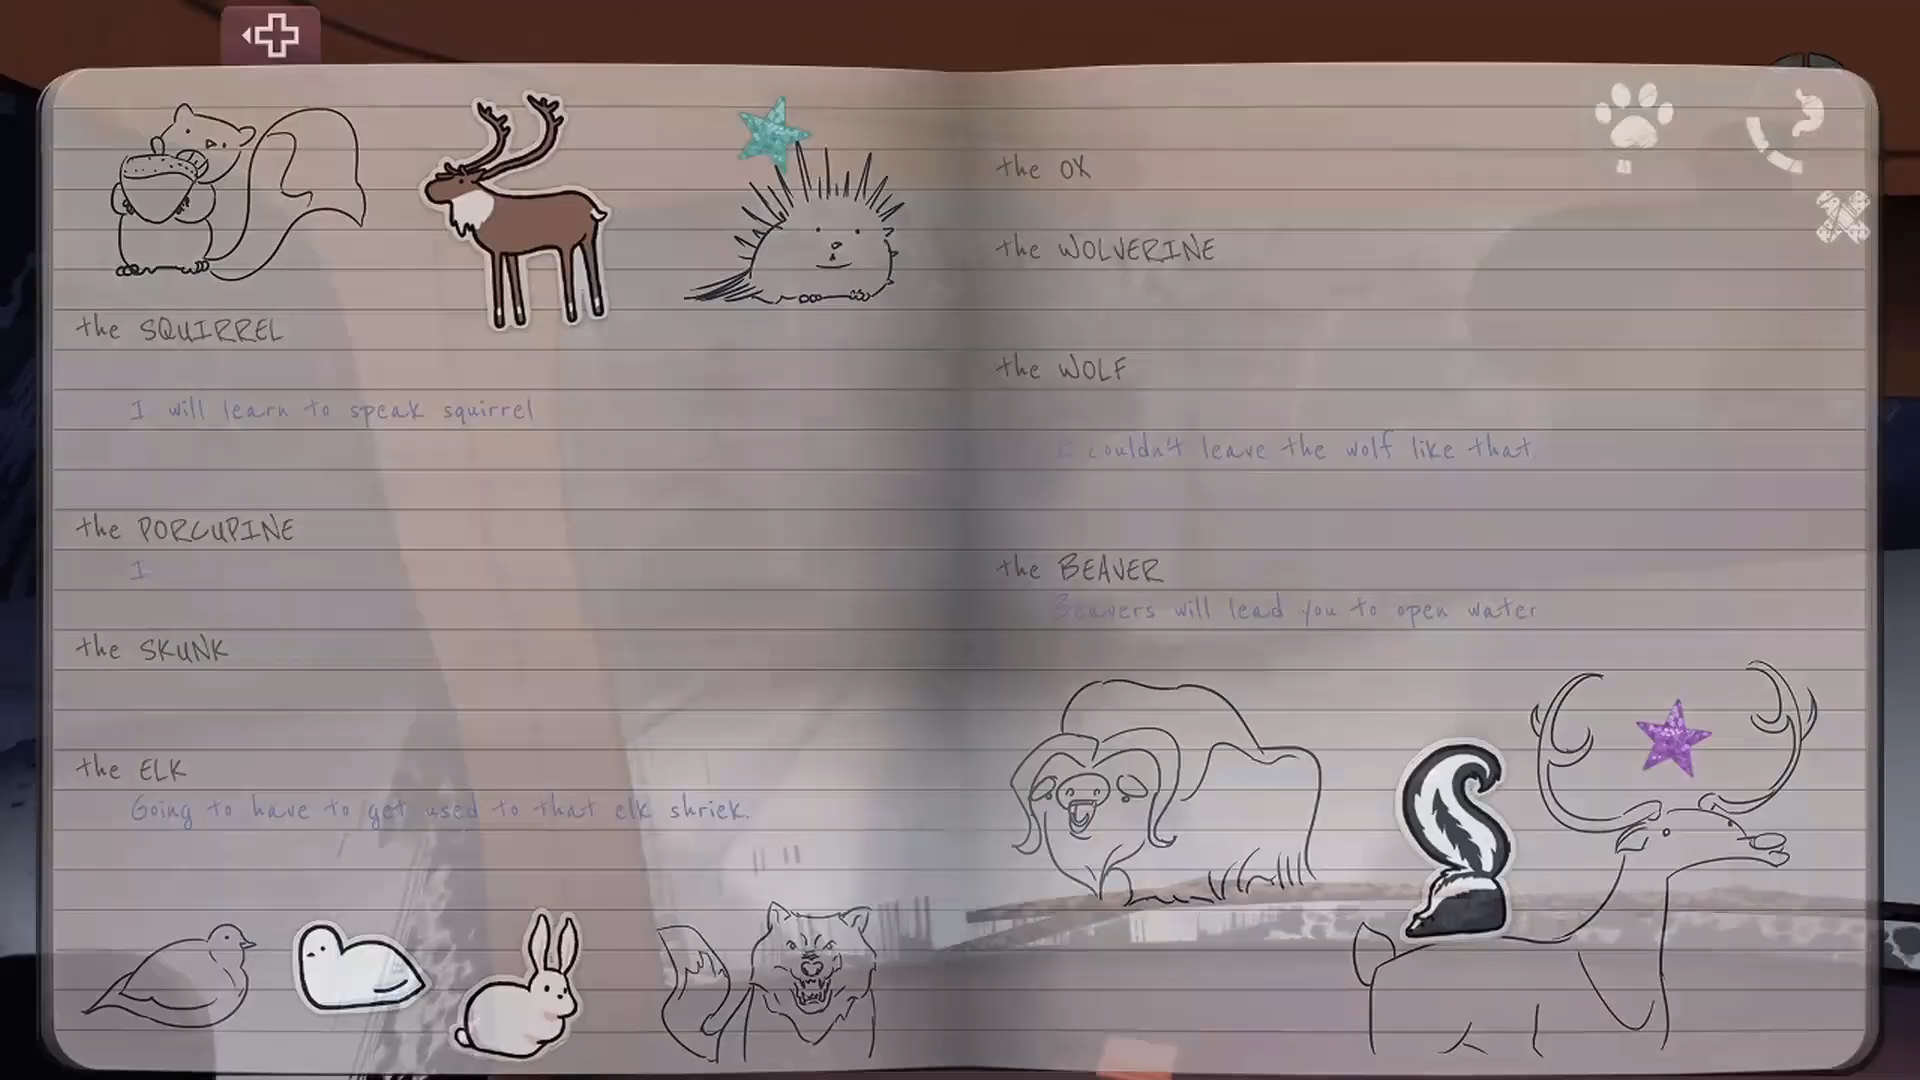 the SQUIRREL
I will learn to speak squirrel
the PORCUPINE
I
the SKUNK
the ELK
Going to have to get used to that elk shriek.
the OX
the WOLVERINE
the WOLF
I couldn't leave the wolf like that
the BEAVER
Beavers will lead you to open water